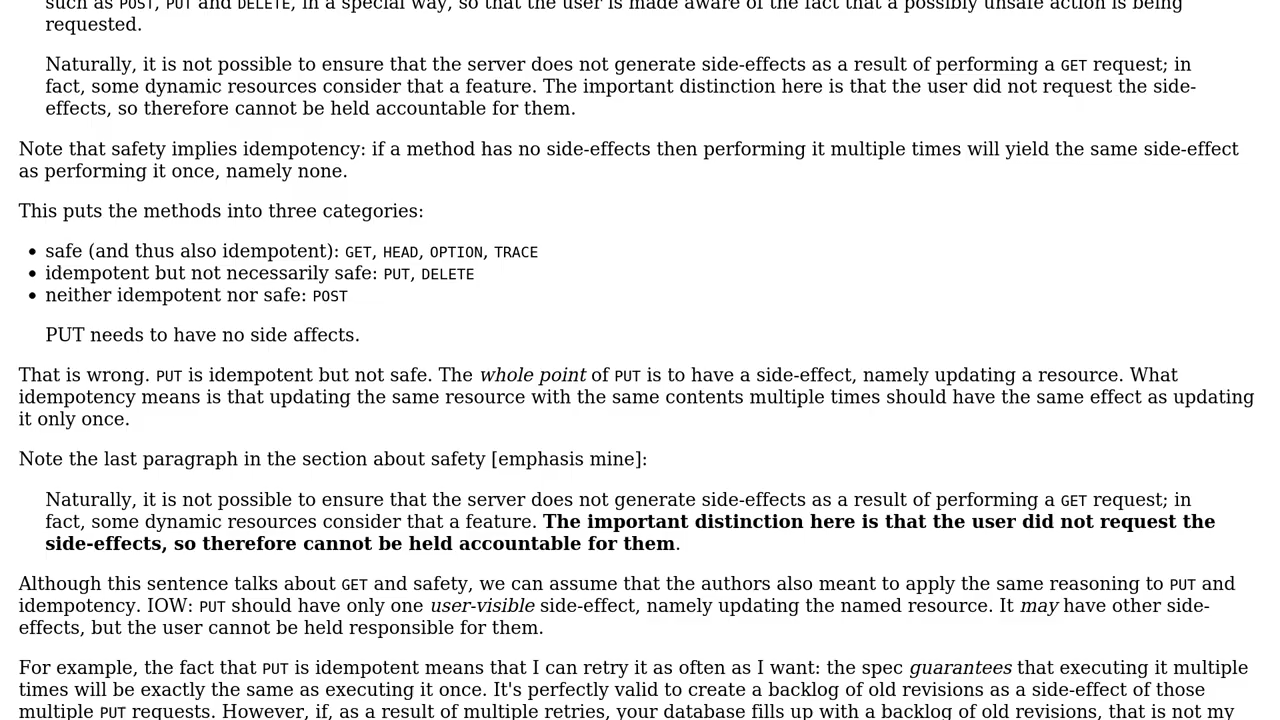 such as POST, PUT and DELETE, in a special way, so that the user is made aware of the fact that a possibly unsafe action is being
requested.
Naturally, it is not possible to ensure that the server does not generate side-effects as a result of performing a GET request; in
fact, some dynamic resources consider that a feature. The important distinction here is that the user did not request the side-
effects, so therefore cannot be held accountable for them.
Note that safety implies idempotency: if a method has no side-effects then performing it multiple times will yield the same side-effect
as performing it once, namely none.
This puts the methods into three categories:
• safe (and thus also idempotent): GET, HEAD, OPTION, TRACE
• idempotent but not necessarily safe: PUT, DELETE
• neither idempotent nor safe: POST
PUT needs to have no side affects.
That is wrong. PUT is idempotent but not safe. The whole point of PUT is to have a side-effect, namely updating a resource. What
idempotency means is that updating the same resource with the same contents multiple times should have the same effect as updating
it only once.
Note the last paragraph in the section about safety [emphasis mine]:
Naturally, it is not possible to ensure that the server does not generate side-effects as a result of performing a GET request; in
fact, some dynamic resources consider that a feature. The important distinction here is that the user did not request the
side-effects, so therefore cannot be held accountable for them.
Although this sentence talks about GET and safety, we can assume that the authors also meant to apply the same reasoning to PUT and
idempotency. IOW: PUT should have only one user-visible side-effect, namely updating the named resource. It may have other side-
effects, but the user cannot be held responsible for them.
For example, the fact that PUT is idempotent means that I can retry it as often as I want: the spec guarantees that executing it multiple
times will be exactly the same as executing it once. It's perfectly valid to create a backlog of old revisions as a side-effect of those
multiple PUT requests. However, if, as a result of multiple retries, your database fills up with a backlog of old revisions, that is not my